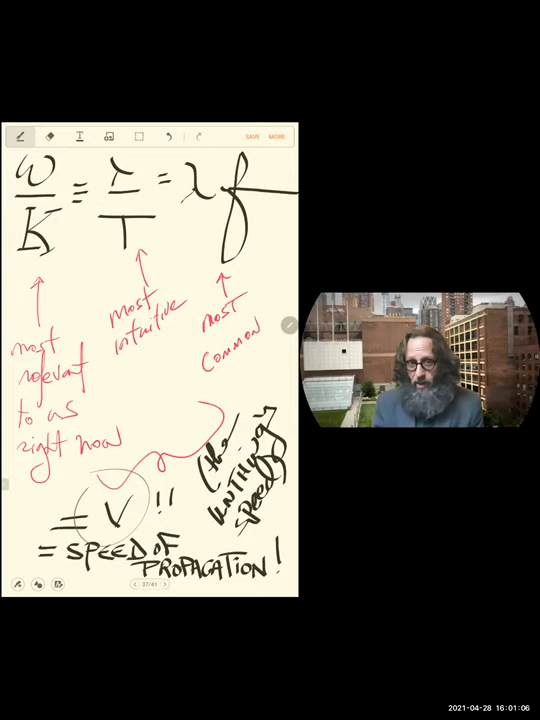 SAVE MORE
ω/K = λ/T = λf
most relevant to us right now
most intuitive
most common
(the UNTHINGY speed)
= V !!
= SPEED OF PROPAGATION!
37/41
2021-04-28 16:01:06